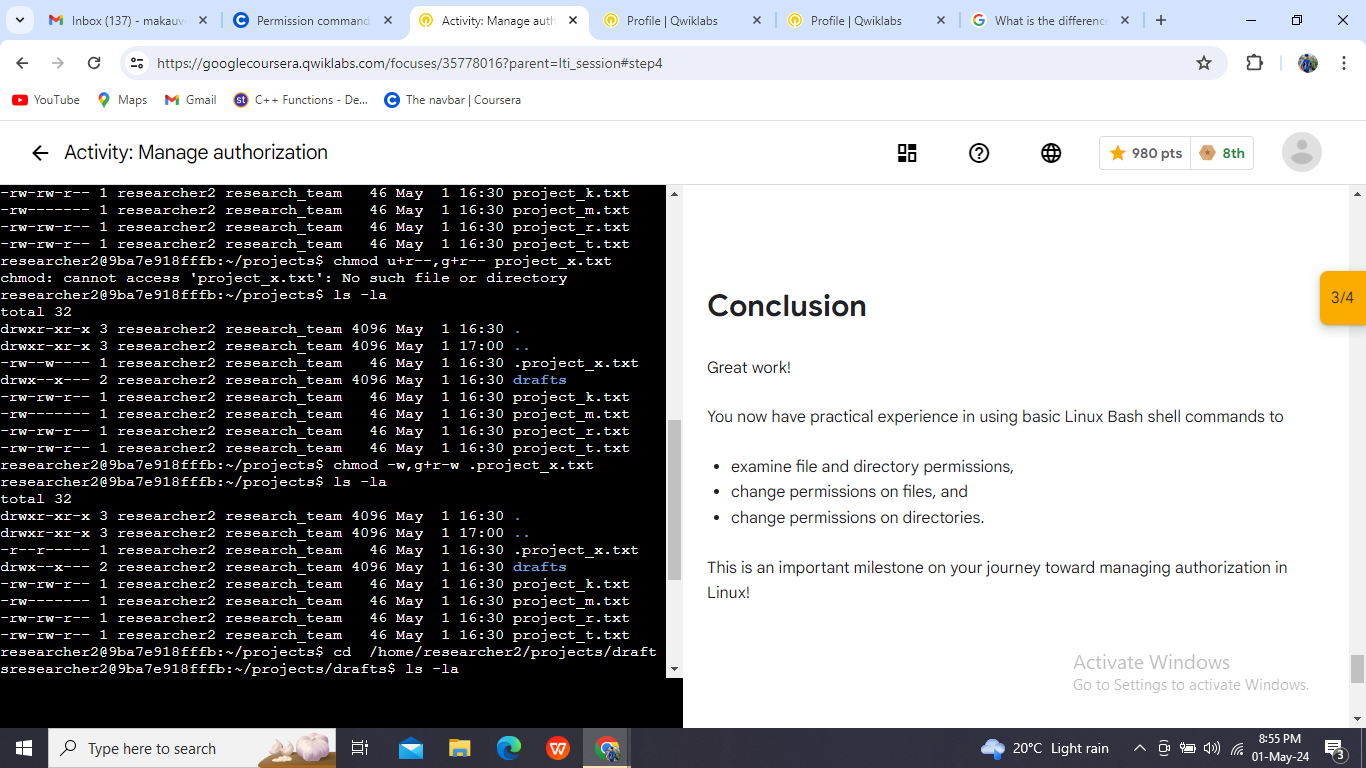 Inbox (137) - makauv
Permission command
Activity: Manage auth
Profile | Qwiklabs
Profile | Qwiklabs
What is the difference
https://googlecoursera.qwiklabs.com/focuses/35778016?parent=lti_session#step4
YouTube
Maps
Gmail
st
C++ Functions - De...
The navbar | Coursera
Activity: Manage authorization
980 pts
8th
-rw-rw-r-- 1 researcher2 research_team   46 May  1 16:30 project_k.txt
-rw------- 1 researcher2 research_team   46 May  1 16:30 project_m.txt
-rw-rw-r-- 1 researcher2 research_team   46 May  1 16:30 project_r.txt
-rw-rw-r-- 1 researcher2 research_team   46 May  1 16:30 project_t.txt
researcher2@9ba7e918fffb:~/projects$ chmod u+r--,g+r-- project_x.txt
chmod: cannot access 'project_x.txt': No such file or directory
researcher2@9ba7e918fffb:~/projects$ ls -la
total 32
drwxr-xr-x 3 researcher2 research_team 4096 May  1 16:30 .
drwxr-xr-x 3 researcher2 research_team 4096 May  1 17:00 ..
-rw--w---- 1 researcher2 research_team   46 May  1 16:30 .project_x.txt
drwx--x--- 2 researcher2 research_team 4096 May  1 16:30 drafts
-rw-rw-r-- 1 researcher2 research_team   46 May  1 16:30 project_k.txt
-rw------- 1 researcher2 research_team   46 May  1 16:30 project_m.txt
-rw-rw-r-- 1 researcher2 research_team   46 May  1 16:30 project_r.txt
-rw-rw-r-- 1 researcher2 research_team   46 May  1 16:30 project_t.txt
researcher2@9ba7e918fffb:~/projects$ chmod -w,g+r-w .project_x.txt
researcher2@9ba7e918fffb:~/projects$ ls -la
total 32
drwxr-xr-x 3 researcher2 research_team 4096 May  1 16:30 .
drwxr-xr-x 3 researcher2 research_team 4096 May  1 17:00 ..
-r--r----- 1 researcher2 research_team   46 May  1 16:30 .project_x.txt
drwx--x--- 2 researcher2 research_team 4096 May  1 16:30 drafts
-rw-rw-r-- 1 researcher2 research_team   46 May  1 16:30 project_k.txt
-rw------- 1 researcher2 research_team   46 May  1 16:30 project_m.txt
-rw-rw-r-- 1 researcher2 research_team   46 May  1 16:30 project_r.txt
-rw-rw-r-- 1 researcher2 research_team   46 May  1 16:30 project_t.txt
researcher2@9ba7e918fffb:~/projects$ cd  /home/researcher2/projects/draft
sresearcher2@9ba7e918fffb:~/projects/drafts$ ls -la
Conclusion
3/4
Great work!
You now have practical experience in using basic Linux Bash shell commands to
• examine file and directory permissions,
• change permissions on files, and
• change permissions on directories.
This is an important milestone on your journey toward managing authorization in
Linux!
Activate Windows
Go to Settings to activate Windows.
Type here to search
20°C Light rain
8:55 PM
01-May-24
3